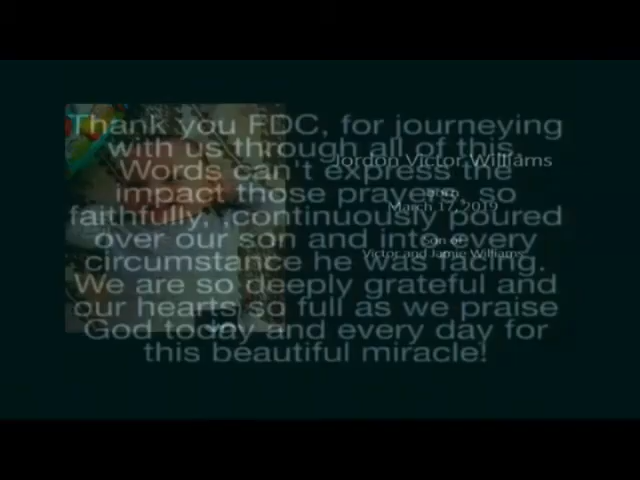 Thank you FDC, for journeying
with us through all of this.
Words can't express the
impact those prayers, so
faithfully, continuously poured
over our son and into every
circumstance he was facing.
We are so deeply grateful and
our hearts so full as we praise
God today and every day for
this beautiful miracle!
Jordon Victor Williams
Born
March 17, 2019
Son of
Victor and Jamie Williams